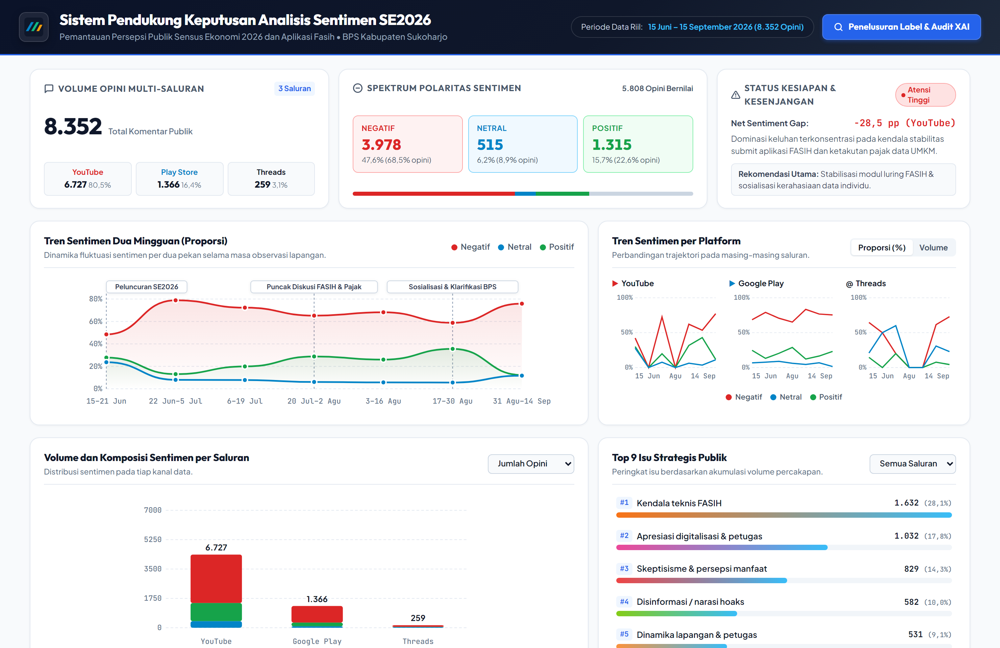 Sistem Pendukung Keputusan Analisis Sentimen SE2026
Pemantauan Persepsi Publik Sensus Ekonomi 2026 dan Aplikasi Fasih • BPS Kabupaten Sukoharjo
Periode Data Riil: 15 Juni – 15 September 2026 (8.352 Opini)
Penelusuran Label & Audit XAI
VOLUME OPINI MULTI-SALURAN
3 Saluran
8.352 Total Komentar Publik
YouTube
6.727 80,5%
Play Store
1.366 16,4%
Threads
259 3,1%
SPEKTRUM POLARITAS SENTIMEN
5.808 Opini Bernilai
NEGATIF
3.978
47,6% (68,5% opini)
NETRAL
515
6,2% (8,9% opini)
POSITIF
1.315
15,7% (22,6% opini)
STATUS KESIAPAN &
KESENJANGAN
Atensi
Tinggi
Net Sentiment Gap: -28,5 pp (YouTube)
Dominasi keluhan terkonsentrasi pada kendala stabilitas
submit aplikasi FASIH dan ketakutan pajak data UMKM.
Rekomendasi Utama: Stabilisasi modul luring FASIH &
sosialisasi kerahasiaan data individu.
Tren Sentimen Dua Mingguan (Proporsi)
Dinamika fluktuasi sentimen per dua pekan selama masa observasi lapangan.
Negatif Netral Positif
Peluncuran SE2026 Puncak Diskusi FASIH & Pajak Sosialisasi & Klarifikasi BPS
80%
60%
40%
20%
0%
15-21 Jun 22 Jun-5 Jul 6-19 Jul 20 Jul-2 Agu 3-16 Agu 17-30 Agu 31 Agu-14 Sep
Tren Sentimen per Platform
Perbandingan trajektori pada masing-masing saluran.
Proporsi (%) Volume
YouTube
100%
50%
0%
15 Jun Agu 14 Sep
Google Play
100%
50%
0%
15 Jun Agu 14 Sep
@ Threads
100%
50%
0%
15 Jun Agu 14 Sep
Negatif Netral Positif
Volume dan Komposisi Sentimen per Saluran
Distribusi sentimen pada tiap kanal data.
Jumlah Opini
7000
5250
3500
1750
0
6.727
1.366
259
YouTube Google Play Threads
Top 9 Isu Strategis Publik
Peringkat isu berdasarkan akumulasi volume percakapan.
Semua Saluran
#1 Kendala teknis FASIH 1.632 (28,1%)
#2 Apresiasi digitalisasi & petugas 1.032 (17,8%)
#3 Skeptisisme & persepsi manfaat 829 (14,3%)
#4 Disinformasi / narasi hoaks 582 (10,0%)
#5 Dinamika lapangan & petugas 531 (9,1%)